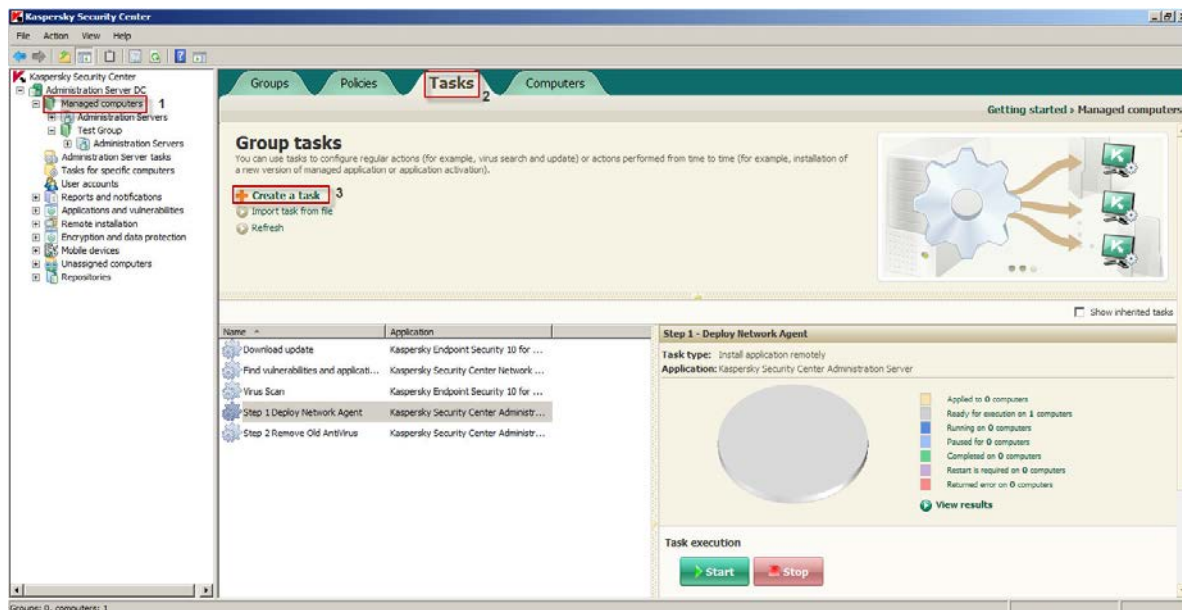 Kaspersky Security Center
File Action View Help
Kaspersky Security Center
Administration Server DC
Managed computers 1
Administration Servers
Test Group
Administration Servers
Administration Server tasks
Tasks for specific computers
User accounts
Reports and notifications
Applications and vulnerabilities
Remote installation
Encryption and data protection
Mobile devices
Unassigned computers
Repositories
Groups Policies Tasks 2 Computers
Getting started » Managed computers
Group tasks
You can use tasks to configure regular actions (for example, virus search and update) or actions performed from time to time (for example, installation of
a new version of managed application or application activation).
Create a task 3
Import task from file
Refresh
Show inherited tasks
Name Application
Download update Kaspersky Endpoint Security 10 for ...
Find vulnerabilities and applicati... Kaspersky Security Center Network ...
Virus Scan Kaspersky Endpoint Security 10 for ...
Step 1 Deploy Network Agent Kaspersky Security Center Administr...
Step 2 Remove Old AntiVirus Kaspersky Security Center Administr...
Step 1 - Deploy Network Agent
Task type: Install application remotely
Application: Kaspersky Security Center Administration Server
Applied to 0 computers
Ready for execution on 1 computers
Running on 0 computers
Paused for 0 computers
Completed on 0 computers
Restart is required on 0 computers
Returned error on 0 computers
View results
Task execution
Start Stop
Groups: 0, computers: 1